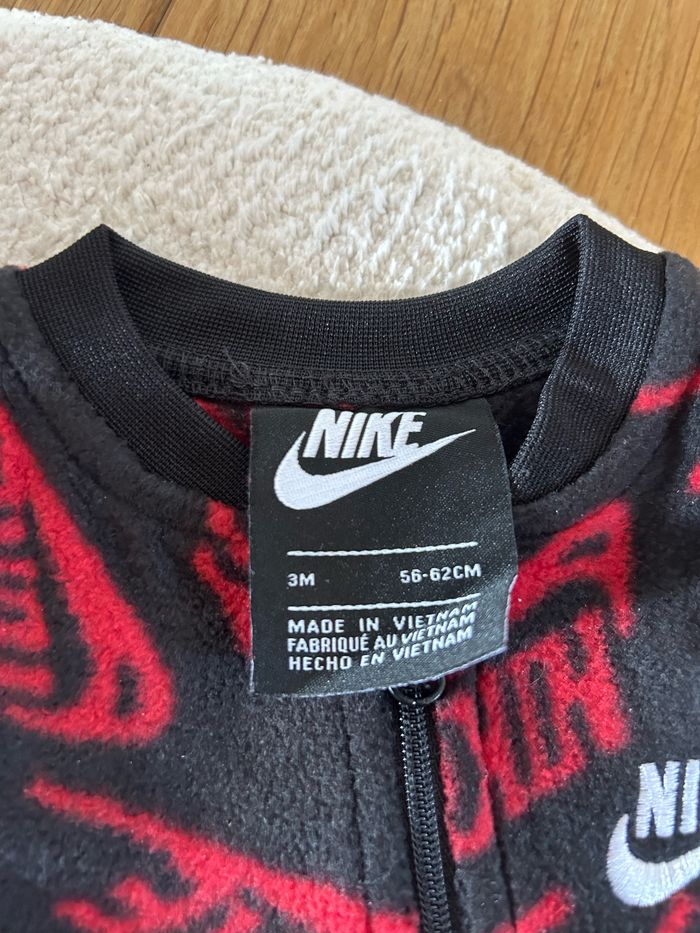 NIKE
3M 56-62CM
MADE IN VIETNAM
FABRIQUÉ AU VIETNAM
HECHO EN VIETNAM